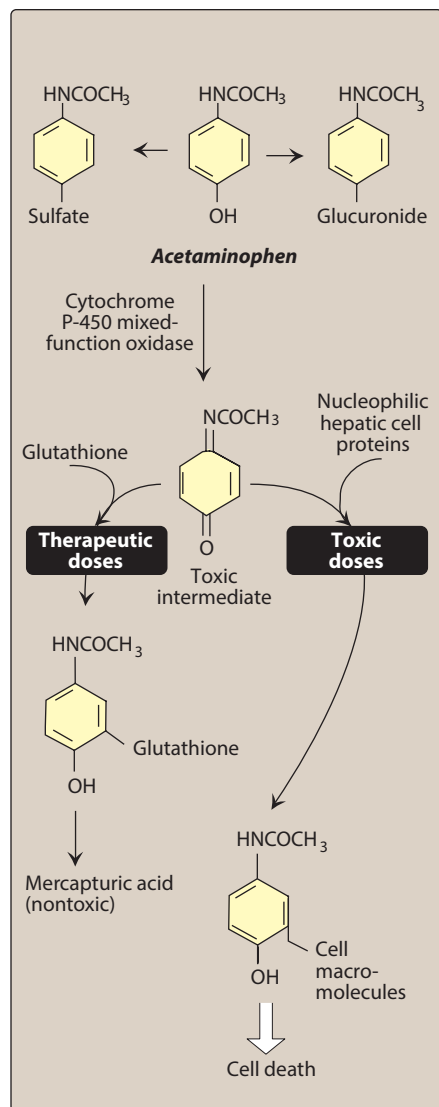 HNCOCH3
HNCOCH3
HNCOCH3
Sulfate
OH
Glucuronide
Acetaminophen
Cytochrome
P-450 mixed-
function oxidase
NCOCH3
Nucleophilic
hepatic cell
proteins
Glutathione
O
Therapeutic
doses
Toxic
doses
Toxic
intermediate
HNCOCH3
Glutathione
OH
Mercapturic acid
(nontoxic)
HNCOCH3
OH
Cell
macro-
molecules
Cell death